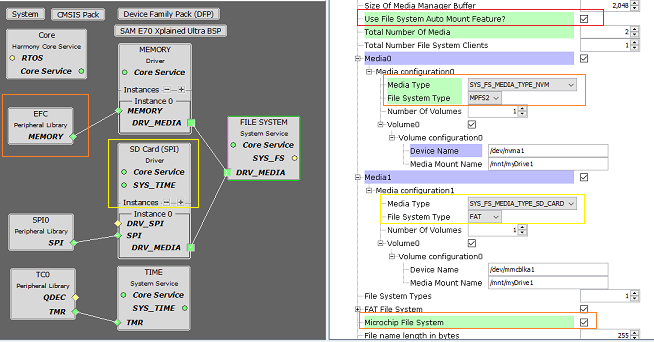 System
CMSIS Pack
Device Family Pack (DFP)
SAM E70 Xplained Ultra BSP
Core
Harmony Core Service
RTOS
Core Service
MEMORY
Driver
Core Service
Instances
Instance 0
MEMORY
DRV_MEDIA
EFC
Peripheral Library
MEMORY
FILE SYSTEM
System Service
Core Service
SYS_FS
DRV_MEDIA
SD Card (SPI)
Driver
Core Service
SYS_TIME
Instances
Instance 0
DRV_SPI
SPI
DRV_MEDIA
SPI0
Peripheral Library
SPI
TC0
Peripheral Library
QDEC
TMR
TIME
System Service
Core Service
SYS_TIME
TMR
Size Of Media Manager Buffer 2,048
Use File System Auto Mount Feature?
Total Number Of Media 2
Total Number File System Clients 1
Media0
Media configuration0
Media Type SYS_FS_MEDIA_TYPE_NVM
File System Type MPFS2
Number Of Volumes 1
Volume0
Volume configuration0
Device Name /dev/mma1
Media Mount Name /mnt/myDrive1
Media1
Media configuration1
Media Type SYS_FS_MEDIA_TYPE_SD_CARD
File System Type FAT
Number Of Volumes 1
Volume0
Volume configuration0
Device Name /dev/mmcblka1
Media Mount Name /mnt/myDrive1
File System Types 1
FAT File System
Microchip File System
File name length in bytes 255